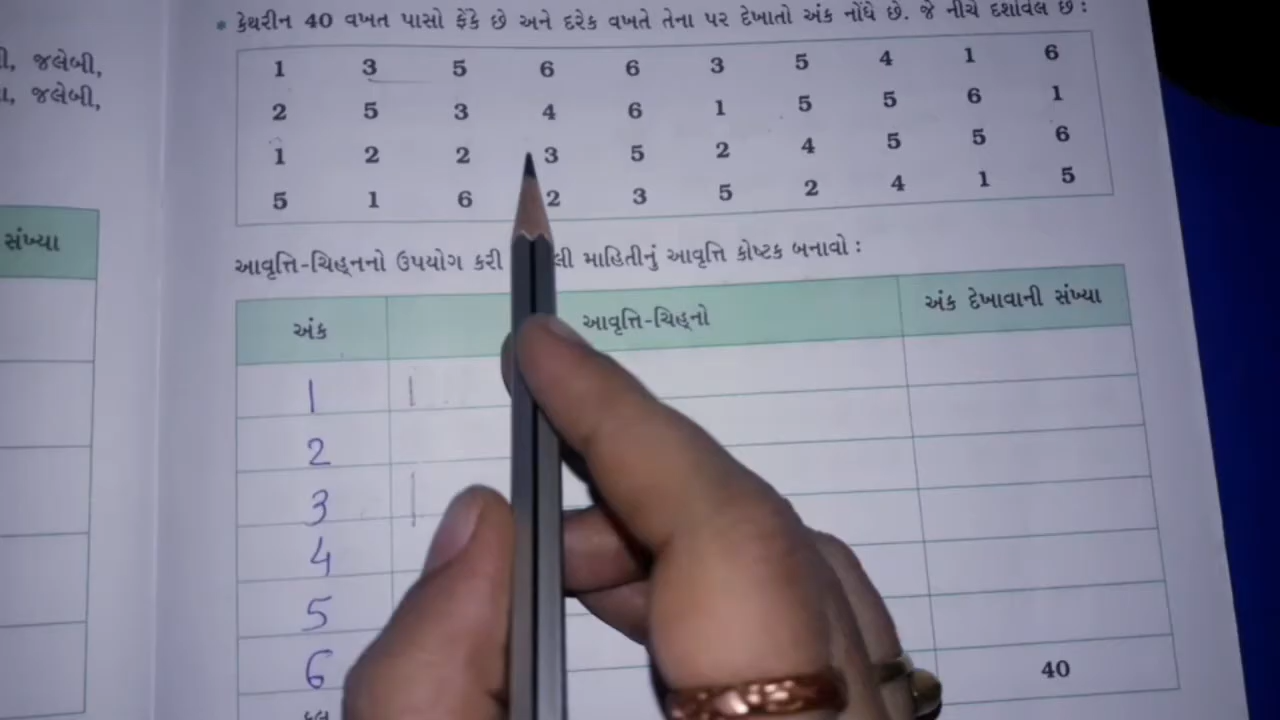 જલેબી,
જલેબી,
સંખ્યા
* કેથરીન 40 વખત પાસો ફેંકે છે અને દરેક વખતે તેના પર દેખાતો અંક નોંધે છે. જે નીચે દર્શાવેલ છે :
1 3 5 6 6 3 5 4 1 6
2 5 3 4 6 1 5 5 6 1
1 2 2 3 5 2 4 5 5 6
5 1 6 2 3 5 2 4 1 5
આવૃત્તિ-ચિહ્નનો ઉપયોગ કરી માહિતીનું આવૃત્તિ કોષ્ટક બનાવો :
અંક આવૃત્તિ-ચિહ્નો અંક દેખાવાની સંખ્યા
1 |
2
3 |
4
5
6
40